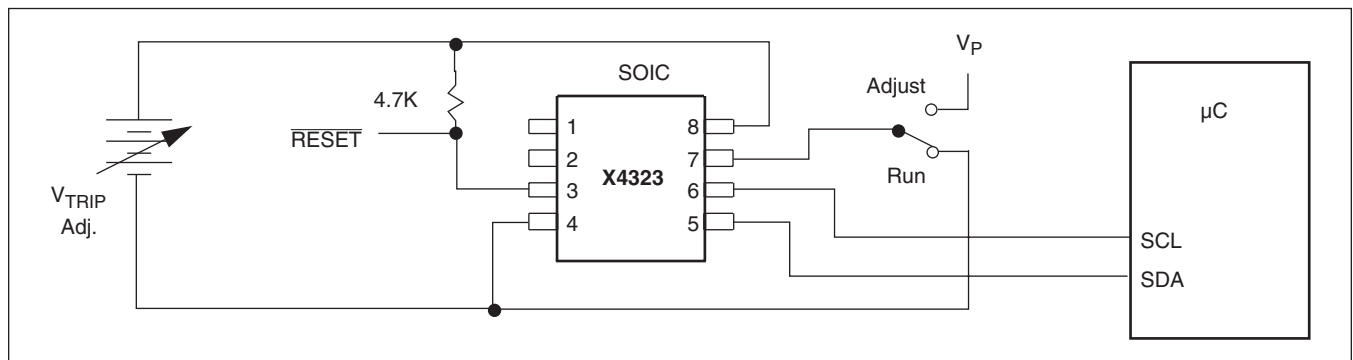 V_P
SOIC
Adjust
µC
4.7K
RESET
1
8
2
7
X4323
Run
3
6
4
5
V_TRIP
Adj.
SCL
SDA